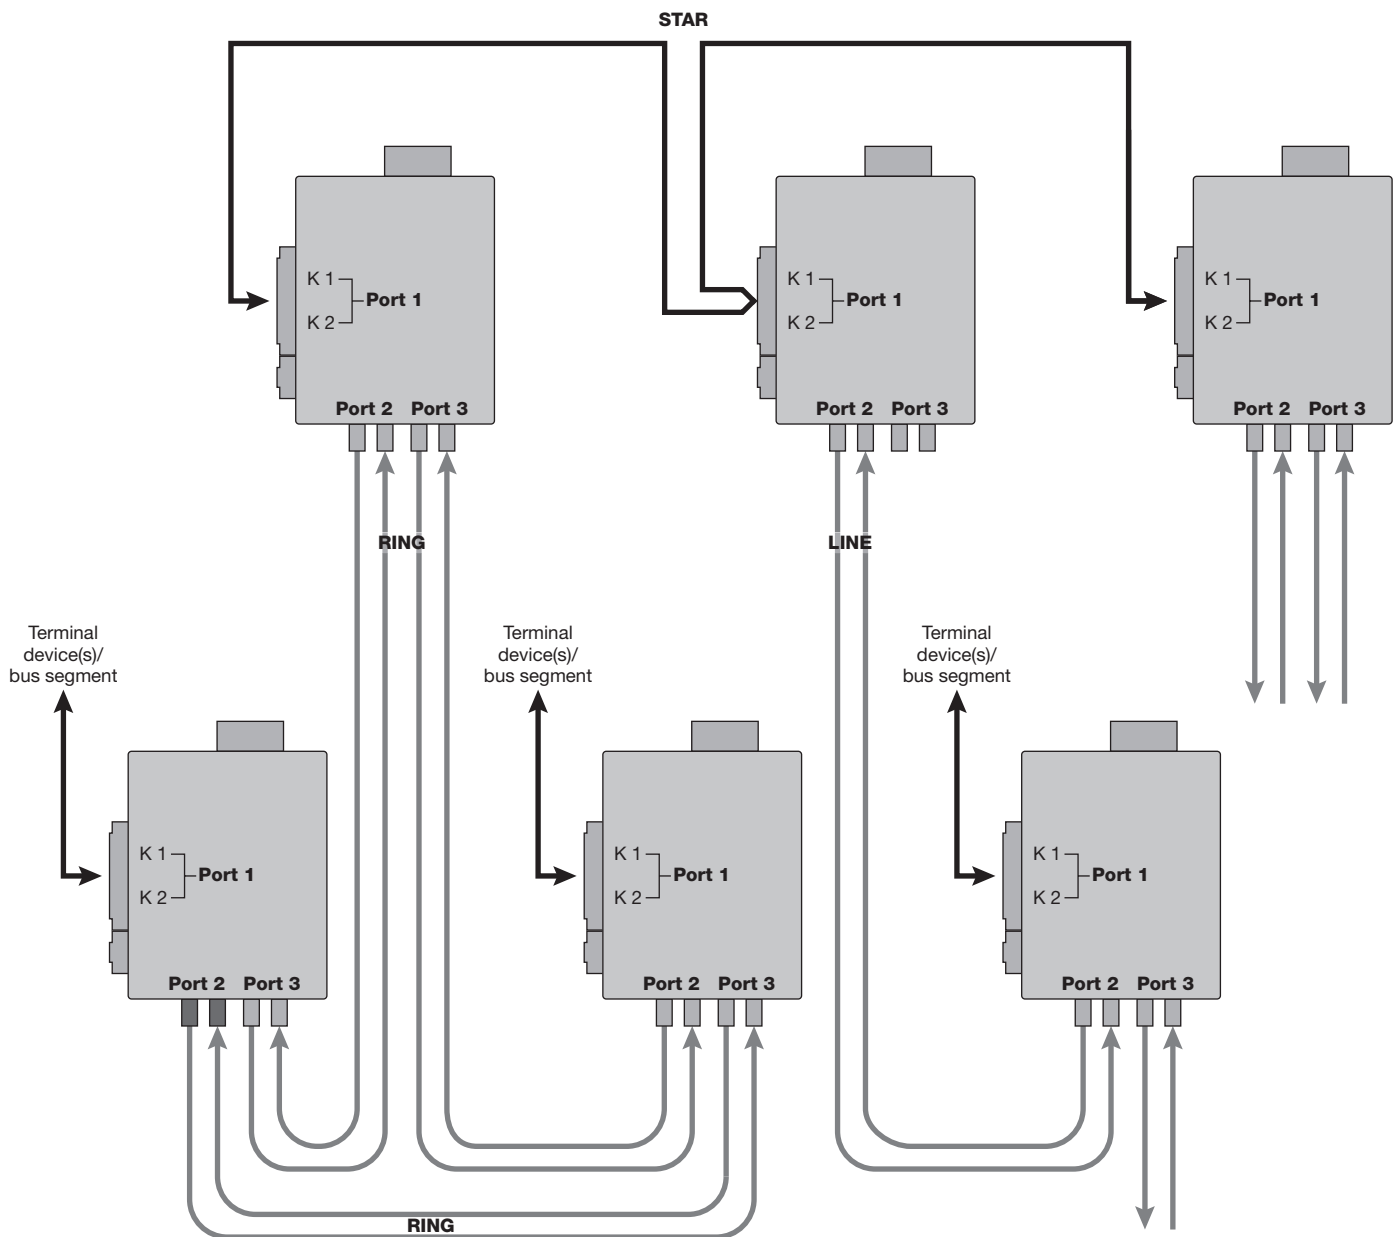 STAR
K 1
Port 1
K 2
Port 2 Port 3
K 1
Port 1
K 2
Port 2 Port 3
K 1
Port 1
K 2
Port 2 Port 3
RING
LINE
Terminal
device(s)/
bus segment
Terminal
device(s)/
bus segment
Terminal
device(s)/
bus segment
K 1
Port 1
K 2
Port 2 Port 3
K 1
Port 1
K 2
Port 2 Port 3
K 1
Port 1
K 2
Port 2 Port 3
RING